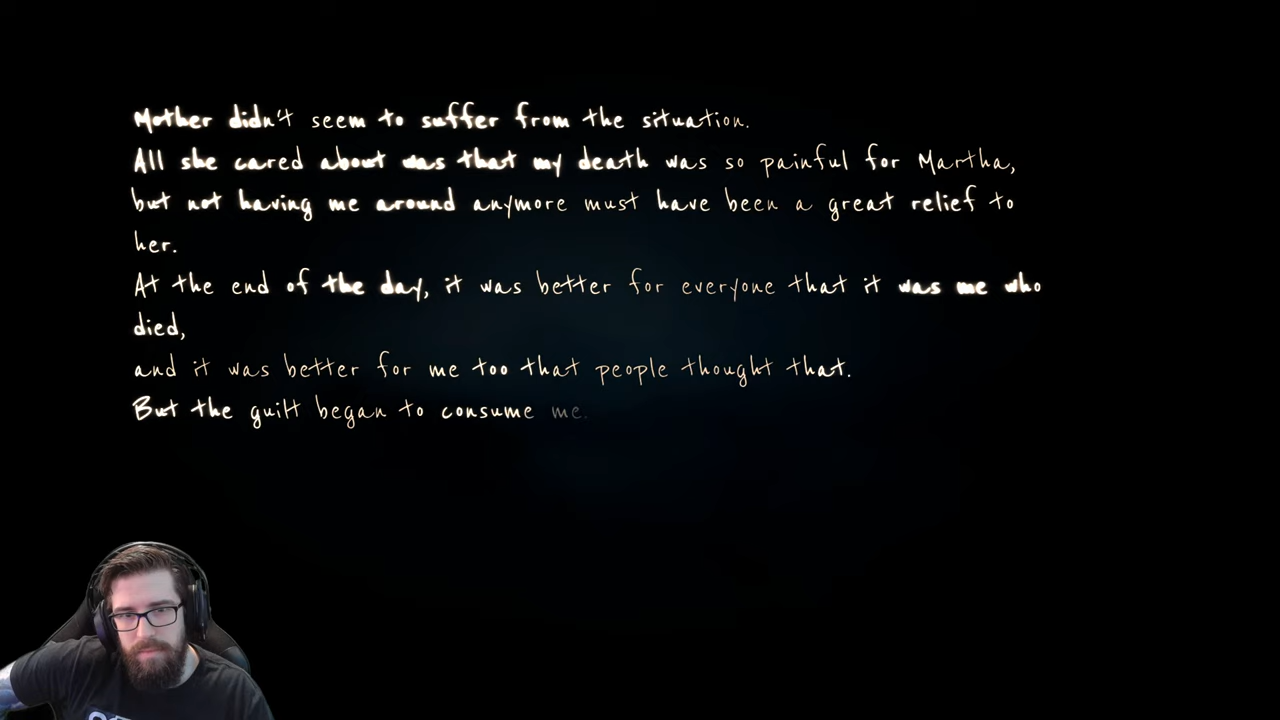 Mother didn't seem to suffer from the situation.
All she cared about was that my death was so painful for Martha,
but not having me around anymore must have been a great relief to
her.
At the end of the day, it was better for everyone that it was me who
died,
and it was better for me too that people thought that.
But the guilt began to consume me.